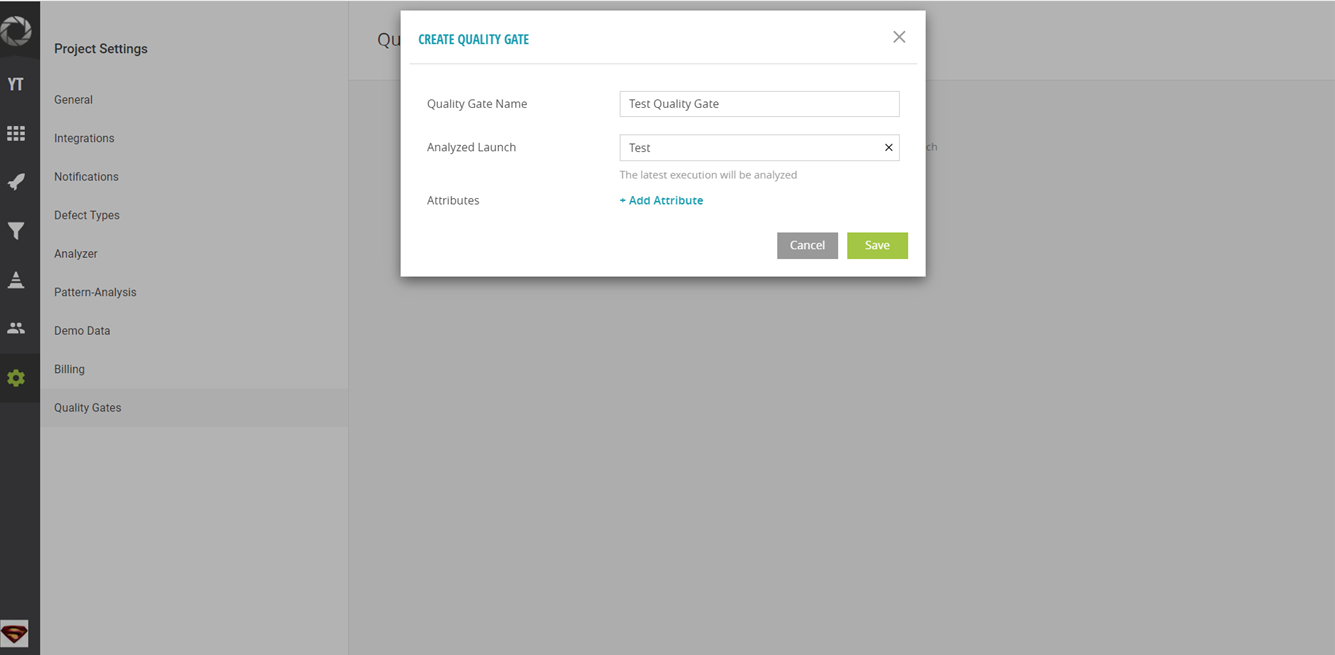 YT
Project Settings
General
Integrations
Notifications
Defect Types
Analyzer
Pattern-Analysis
Demo Data
Billing
Quality Gates
Qu
CREATE QUALITY GATE
Quality Gate Name
Test Quality Gate
Analyzed Launch
Test
ch
The latest execution will be analyzed
Attributes
+ Add Attribute
Cancel
Save